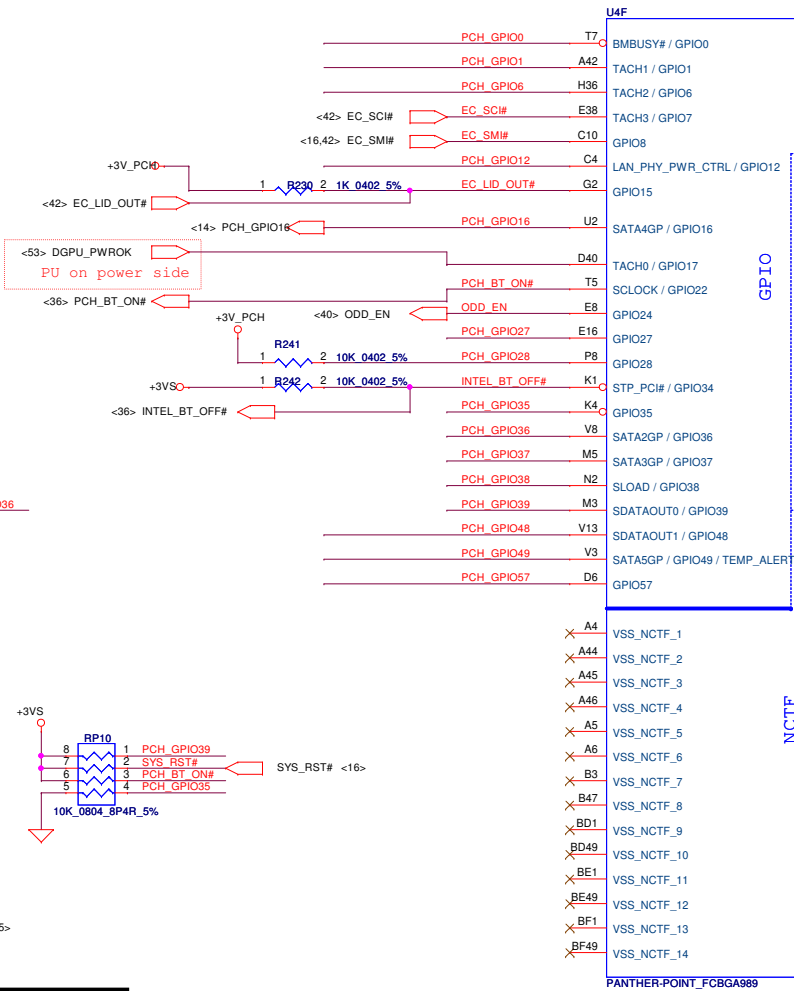 U4F
PCH_GPIO0 T7 BMBUSY# / GPIO0
PCH_GPIO1 A42 TACH1 / GPIO1
PCH_GPIO6 H36 TACH2 / GPIO6
<42> EC_SCI# EC_SCI# E38 TACH3 / GPIO7
<16,42> EC_SMI# EC_SMI# C10 GPIO8
+3V_PCH PCH_GPIO12 C4 LAN_PHY_PWR_CTRL / GPIO12
1 R230 2 1K_0402_5% EC_LID_OUT# G2 GPIO15
<42> EC_LID_OUT#
<14> PCH_GPIO16 PCH_GPIO16 U2 SATA4GP / GPIO16
<53> DGPU_PWROK D40 TACH0 / GPIO17
PU on power side
GPIO
PCH_BT_ON# T5 SCLOCK / GPIO22
<36> PCH_BT_ON#
<40> ODD_EN ODD_EN E8 GPIO24
+3V_PCH
PCH_GPIO27 E16 GPIO27
R241
1 2 10K_0402_5% PCH_GPIO28 P8 GPIO28
+3VS 1 R242 2 10K_0402_5% INTEL_BT_OFF# K1 STP_PCI# / GPIO34
<36> INTEL_BT_OFF# PCH_GPIO35 K4 GPIO35
PCH_GPIO36 V8 SATA2GP / GPIO36
PCH_GPIO37 M5 SATA3GP / GPIO37
PCH_GPIO38 N2 SLOAD / GPIO38
PCH_GPIO39 M3 SDATAOUT0 / GPIO39
PCH_GPIO48 V13 SDATAOUT1 / GPIO48
PCH_GPIO49 V3 SATA5GP / GPIO49 / TEMP_ALERT
PCH_GPIO57 D6 GPIO57
A4 VSS_NCTF_1
A44 VSS_NCTF_2
A45 VSS_NCTF_3
A46 VSS_NCTF_4
A5 VSS_NCTF_5
A6 VSS_NCTF_6
B3 VSS_NCTF_7
B47 VSS_NCTF_8
BD1 VSS_NCTF_9
BD49 VSS_NCTF_10
BE1 VSS_NCTF_11
BE49 VSS_NCTF_12
BF1 VSS_NCTF_13
BF49 VSS_NCTF_14
NCTF
PANTHER-POINT_FCBGA989
+3VS
RP10
8 1 PCH_GPIO39
7 2 SYS_RST# SYS_RST# <16>
6 3 PCH_BT_ON#
5 4 PCH_GPIO35
10K_0804_8P4R_5%